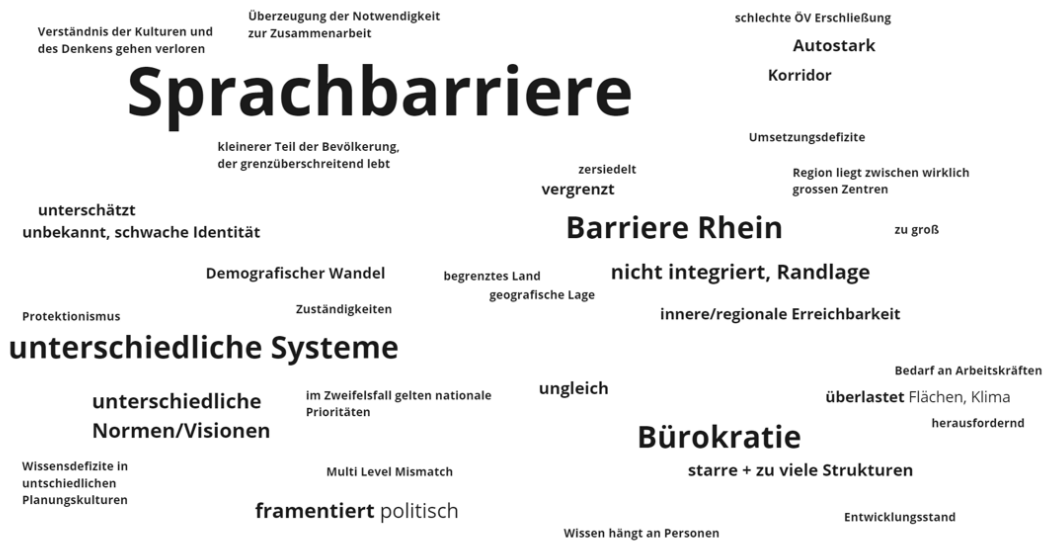 Verständnis der Kulturen und
des Denkens gehen verloren
Überzeugung der Notwendigkeit
zur Zusammenarbeit
schlechte ÖV Erschließung
Autostark
Korridor
Sprachbarriere
Umsetzungsdefizite
kleinerer Teil der Bevölkerung,
der grenzüberschreitend lebt
zersiedelt
vergrenzt
Region liegt zwischen wirklich
grossen Zentren
unterschätzt
unbekannt, schwache Identität
Barriere Rhein
zu groß
Demografischer Wandel
begrenztes Land
geografische Lage
nicht integriert, Randlage
Protektionismus
Zuständigkeiten
innere/regionale Erreichbarkeit
unterschiedliche Systeme
Bedarf an Arbeitskräften
unterschiedliche
Normen/Visionen
im Zweifelsfall gelten nationale
Prioritäten
ungleich
überlastet Flächen, Klima
herausfordernd
Bürokratie
starre + zu viele Strukturen
Wissensdefizite in
untschiedlichen
Planungskulturen
Multi Level Mismatch
framentiert politisch
Entwicklungsstand
Wissen hängt an Personen